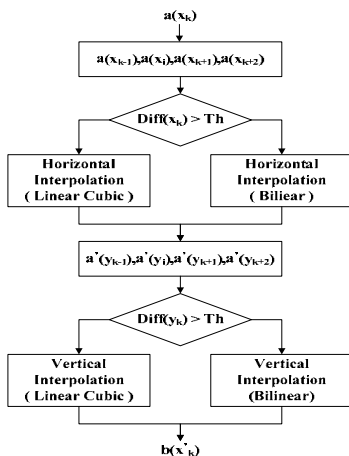 a(xₖ)
a(xₖ₋₁),a(xᵢ),a(xₖ₊₁),a(xₖ₊₂)
Diff(xₖ) > Th
Horizontal
Interpolation
( Linear Cubic )
Horizontal
Interpolation
( Biliear )
a'(yₖ₋₁),a'(yᵢ),a'(yₖ₊₁),a'(yₖ₊₂)
Diff(yₖ) > Th
Vertical
Interpolation
( Linear Cubic )
Vertical
Interpolation
(Bilinear)
b(x'ₖ)